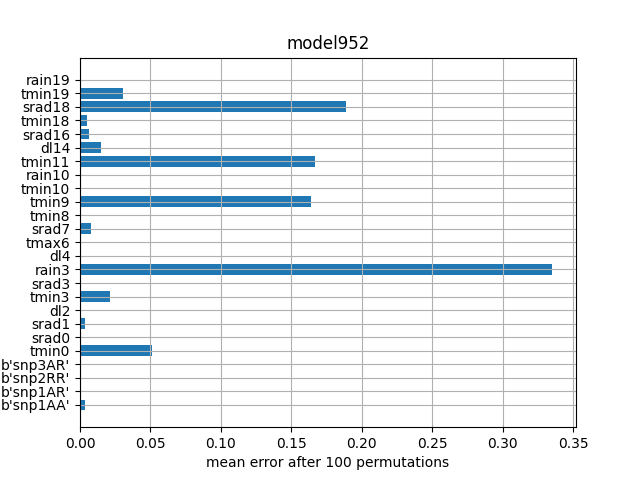 model952
rain19
tmin19
srad18
tmin18
srad16
dl14
tmin11
rain10
tmin10
tmin9
tmin8
srad7
tmax6
dl4
rain3
srad3
tmin3
dl2
srad1
srad0
tmin0
b'snp3AR'
b'snp2RR'
b'snp1AR'
b'snp1AA'
0.00 0.05 0.10 0.15 0.20 0.25 0.30 0.35
mean error after 100 permutations